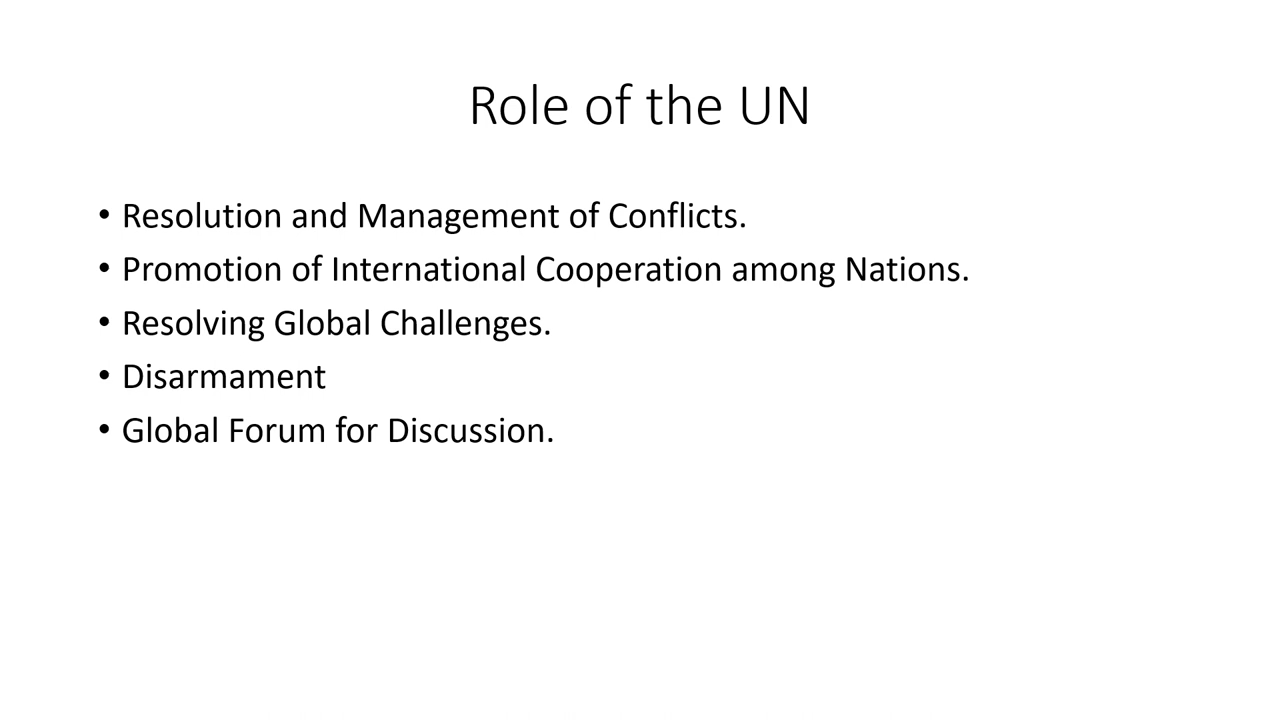 Role of the UN
• Resolution and Management of Conflicts.
• Promotion of International Cooperation among Nations.
• Resolving Global Challenges.
• Disarmament
• Global Forum for Discussion.